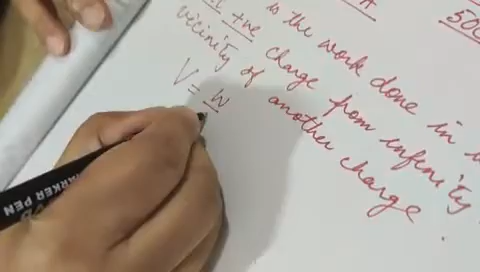 +ve is the work done in
vicinity of charge from infinity
another charge.
V = W
MARKER PEN